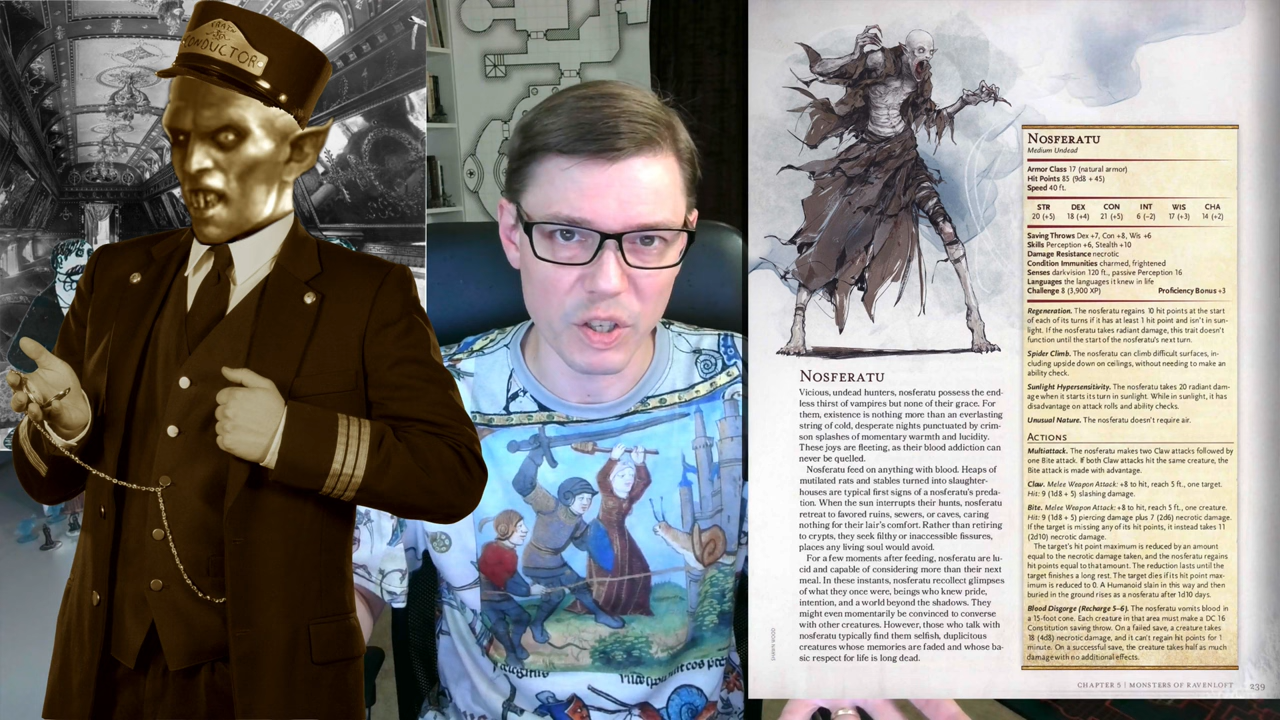 CONDUCTOR
NOSFERATU
Vicious, undead hunters, nosferatu possess the end-
less thirst of vampires but none of their grace. For
them, existence is nothing more than an everlasting
string of cold, desperate nights punctuated by crim-
son splashes of momentary warmth and lucidity.
These joys are fleeting, as their blood addiction can
never be quelled.
Nosferatu feed on anything with blood. Heaps of
mutilated rats and stables turned into slaughter-
houses are typical first signs of a nosferatu's preda-
tion. When the sun interrupts their hunts, nosferatu
retreat to favored ruins, sewers, or caves, caring
nothing for their lair's comfort. Rather than retiring
to crypts, they seek filthy or inaccessible fissures,
places any living soul would avoid.
For a few moments after feeding, nosferatu are lu-
cid and capable of considering more than their next
meal. In these instants, nosferatu recollect glimpses
of what they once were, beings who knew pride,
intention, and a world beyond the shadows. They
might even momentarily be convinced to converse
with other creatures. However, those who talk with
nosferatu typically find them selfish, duplicitous
creatures whose memories are faded and whose ba-
sic respect for life is long dead.
NOSFERATU
Medium Undead
Armor Class 17 (natural armor)
Hit Points 85 (9d8 + 45)
Speed 40 ft.
STR DEX CON INT WIS CHA
20 (+5) 18 (+4) 21 (+5) 6 (−2) 17 (+3) 14 (+2)
Saving Throws Dex +7, Con +8, Wis +6
Skills Perception +6, Stealth +10
Damage Resistance necrotic
Condition Immunities charmed, frightened
Senses darkvision 120 ft., passive Perception 16
Languages the languages it knew in life
Challenge 8 (3,900 XP) Proficiency Bonus +3
Regeneration. The nosferatu regains 10 hit points at the start
of each of its turns if it has at least 1 hit point and isn't in sun-
light. If the nosferatu takes radiant damage, this trait doesn't
function until the start of the nosferatu's next turn.
Spider Climb. The nosferatu can climb difficult surfaces, in-
cluding upside down on ceilings, without needing to make an
ability check.
Sunlight Hypersensitivity. The nosferatu takes 20 radiant dam-
age when it starts its turn in sunlight. While in sunlight, it has
disadvantage on attack rolls and ability checks.
Unusual Nature. The nosferatu doesn't require air.
ACTIONS
Multiattack. The nosferatu makes two Claw attacks followed by
one Bite attack. If both Claw attacks hit the same creature, the
Bite attack is made with advantage.
Claw. Melee Weapon Attack: +8 to hit, reach 5 ft., one target.
Hit: 9 (1d8 + 5) slashing damage.
Bite. Melee Weapon Attack: +8 to hit, reach 5 ft., one creature.
Hit: 9 (1d8 + 5) piercing damage plus 7 (2d6) necrotic damage.
If the target is missing any of its hit points, it instead takes 11
(2d10) necrotic damage.
The target's hit point maximum is reduced by an amount
equal to the necrotic damage taken, and the nosferatu regains
hit points equal to that amount. The reduction lasts until the
target finishes a long rest. The target dies if its hit point max-
imum is reduced to 0. A Humanoid slain in this way and then
buried in the ground rises as a nosferatu after 1d10 days.
Blood Disgorge (Recharge 5–6). The nosferatu vomits blood in
a 15-foot cone. Each creature in that area must make a DC 16
Constitution saving throw. On a failed save, a creature takes
18 (4d8) necrotic damage, and it can't regain hit points for 1
minute. On a successful save, the creature takes half as much
damage with no additional effects.
CHAPTER 5 | MONSTERS OF RAVENLOFT 239